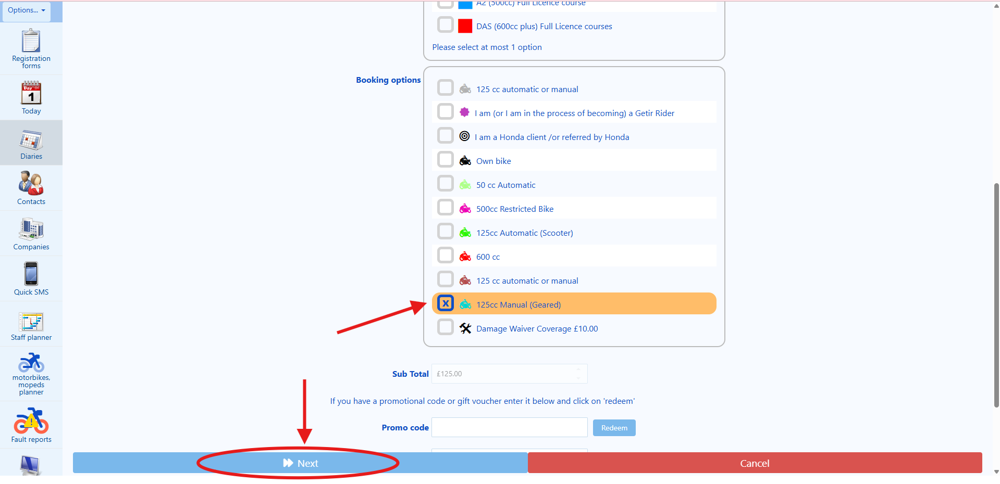 Options...
Registration
forms
Day
1
Today
Diaries
Contacts
Companies
Quick SMS
Staff planner
motorbikes,
mopeds
planner
Fault reports
A2 (500cc) Full Licence course
DAS (600cc plus) Full Licence courses
Please select at most 1 option
Booking options
125 cc automatic or manual
I am (or I am in the process of becoming) a Getir Rider
I am a Honda client /or referred by Honda
Own bike
50 cc Automatic
500cc Restricted Bike
125cc Automatic (Scooter)
600 cc
125 cc automatic or manual
X 125cc Manual (Geared)
Damage Waiver Coverage £10.00
Sub Total £125.00
If you have a promotional code or gift voucher enter it below and click on 'redeem'
Promo code Redeem
Next Cancel